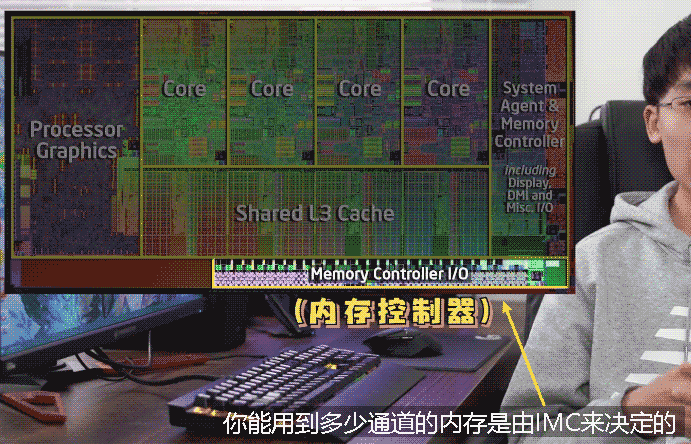 Core
Core
Core
Core
Processor
Graphics
System
Agent &
Memory
Controller
including
Display,
DMI and
Misc. I/O
Shared L3 Cache
Memory Controller I/O
(内存控制器)
你能用到多少通道的内存是由IMC来决定的